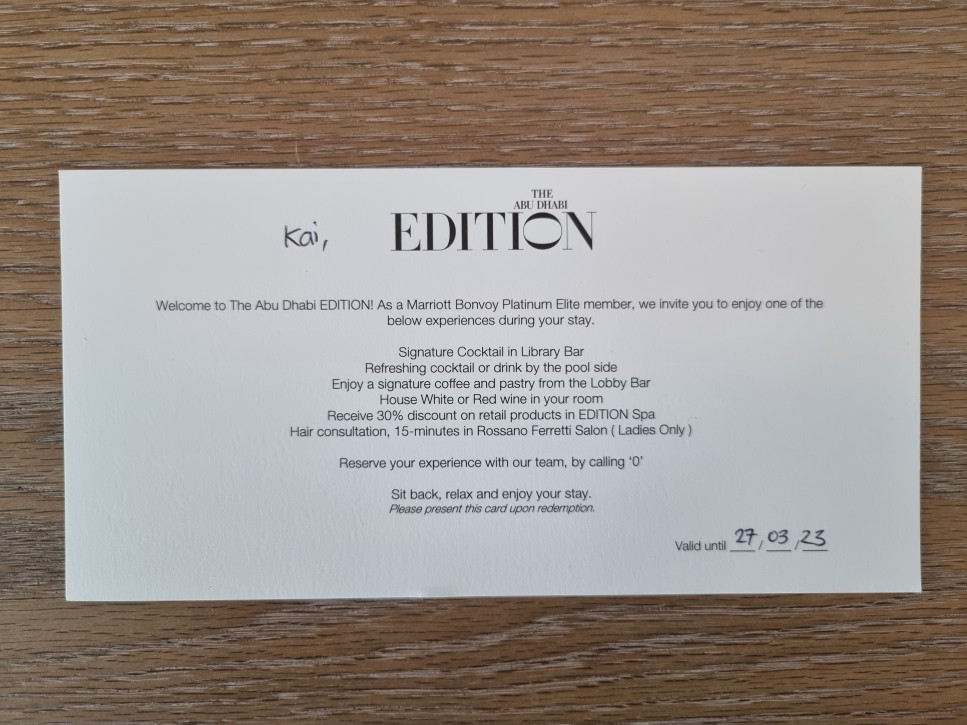 THE
ABU DHABI
EDITION
Kai,
Welcome to The Abu Dhabi EDITION! As a Marriott Bonvoy Platinum Elite member, we invite you to enjoy one of the
below experiences during your stay.
Signature Cocktail in Library Bar
Refreshing cocktail or drink by the pool side
Enjoy a signature coffee and pastry from the Lobby Bar
House White or Red wine in your room
Receive 30% discount on retail products in EDITION Spa
Hair consultation, 15-minutes in Rossano Ferretti Salon ( Ladies Only )
Reserve your experience with our team, by calling ‘0’
Sit back, relax and enjoy your stay.
Please present this card upon redemption.
Valid until 27/03/23